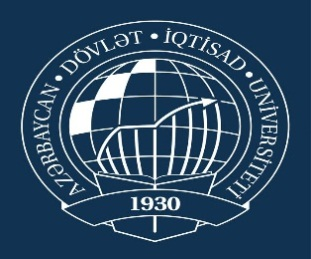 AZƏRBAYCAN • DÖVLƏT • İQTİSAD • UNİVERSİTETİ
1930